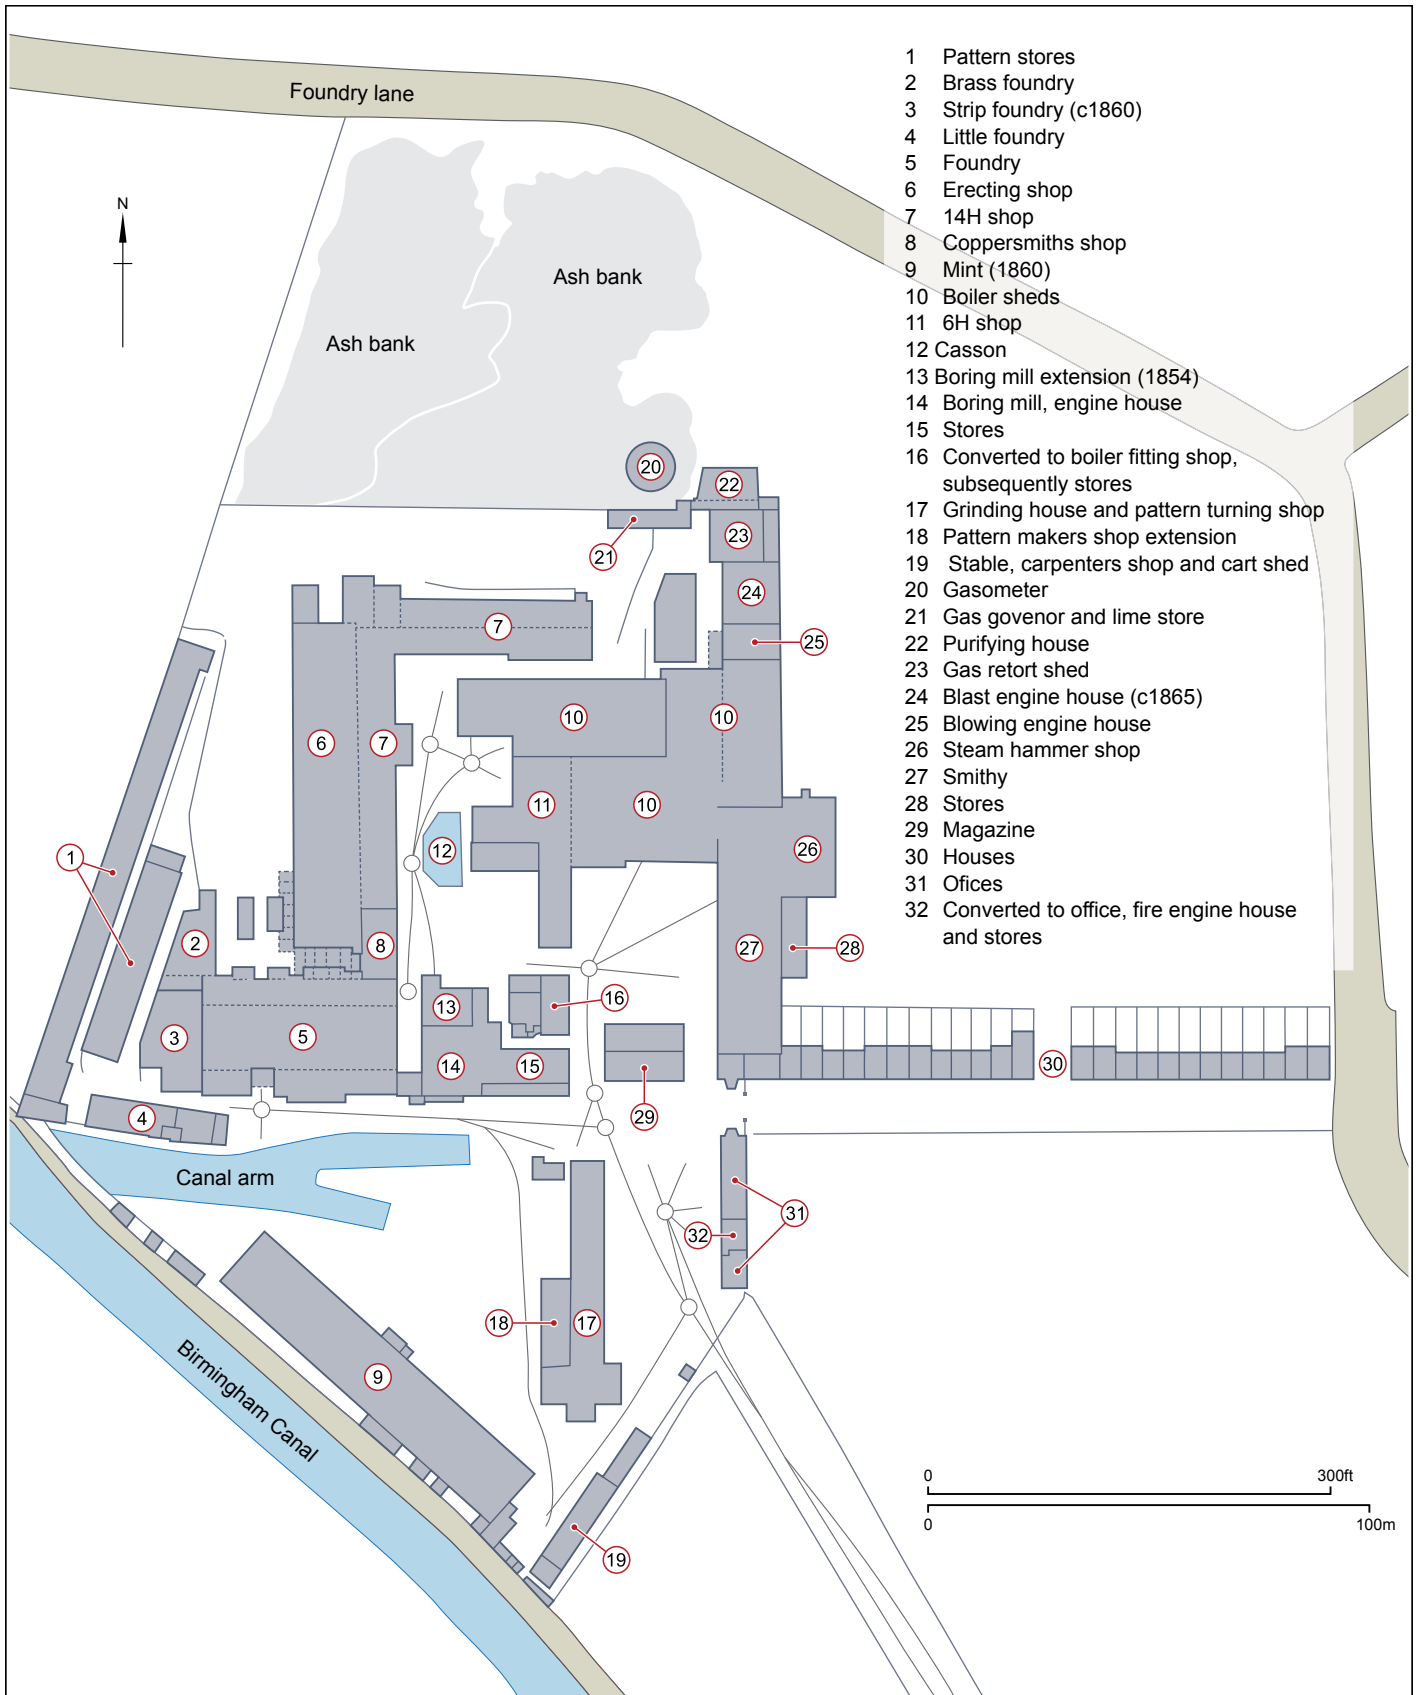 Foundry lane
N
Ash bank
Ash bank
1 Pattern stores
2 Brass foundry
3 Strip foundry (c1860)
4 Little foundry
5 Foundry
6 Erecting shop
7 14H shop
8 Coppersmiths shop
9 Mint (1860)
10 Boiler sheds
11 6H shop
12 Casson
13 Boring mill extension (1854)
14 Boring mill, engine house
15 Stores
16 Converted to boiler fitting shop,
subsequently stores
17 Grinding house and pattern turning shop
18 Pattern makers shop extension
19 Stable, carpenters shop and cart shed
20 Gasometer
21 Gas govenor and lime store
22 Purifying house
23 Gas retort shed
24 Blast engine house (c1865)
25 Blowing engine house
26 Steam hammer shop
27 Smithy
28 Stores
29 Magazine
30 Houses
31 Ofices
32 Converted to office, fire engine house
and stores
20
22
21
23
24
7
25
6
7
10
10
11
10
12
26
1
2
8
27
28
13
16
3
5
14
15
29
30
4
Canal arm
31
32
18
17
9
Birmingham Canal
19
0
300ft
0
100m